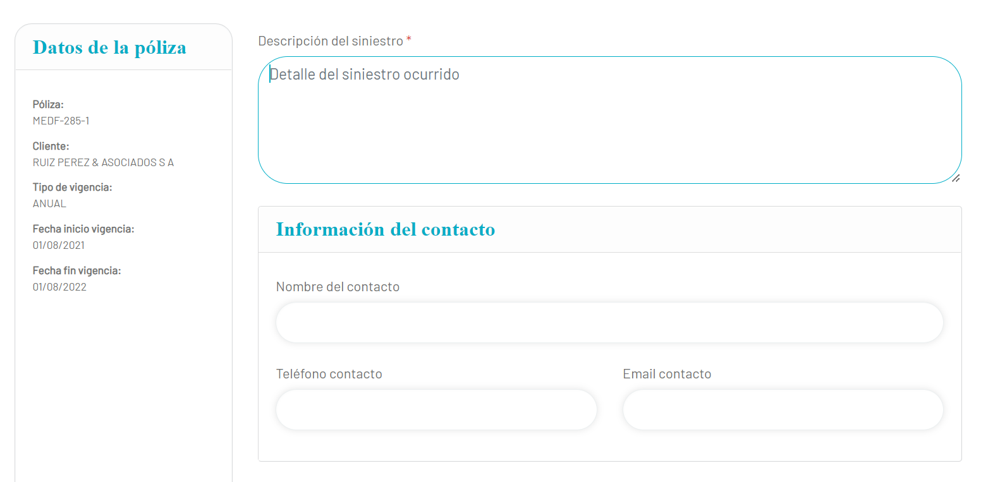 Datos de la póliza
Póliza:
MEDF-285-1
Cliente:
RUIZ PEREZ & ASOCIADOS S A
Tipo de vigencia:
ANUAL
Fecha inicio vigencia:
01/08/2021
Fecha fin vigencia:
01/08/2022
Descripción del siniestro *
Detalle del siniestro ocurrido
Información del contacto
Nombre del contacto
Teléfono contacto
Email contacto